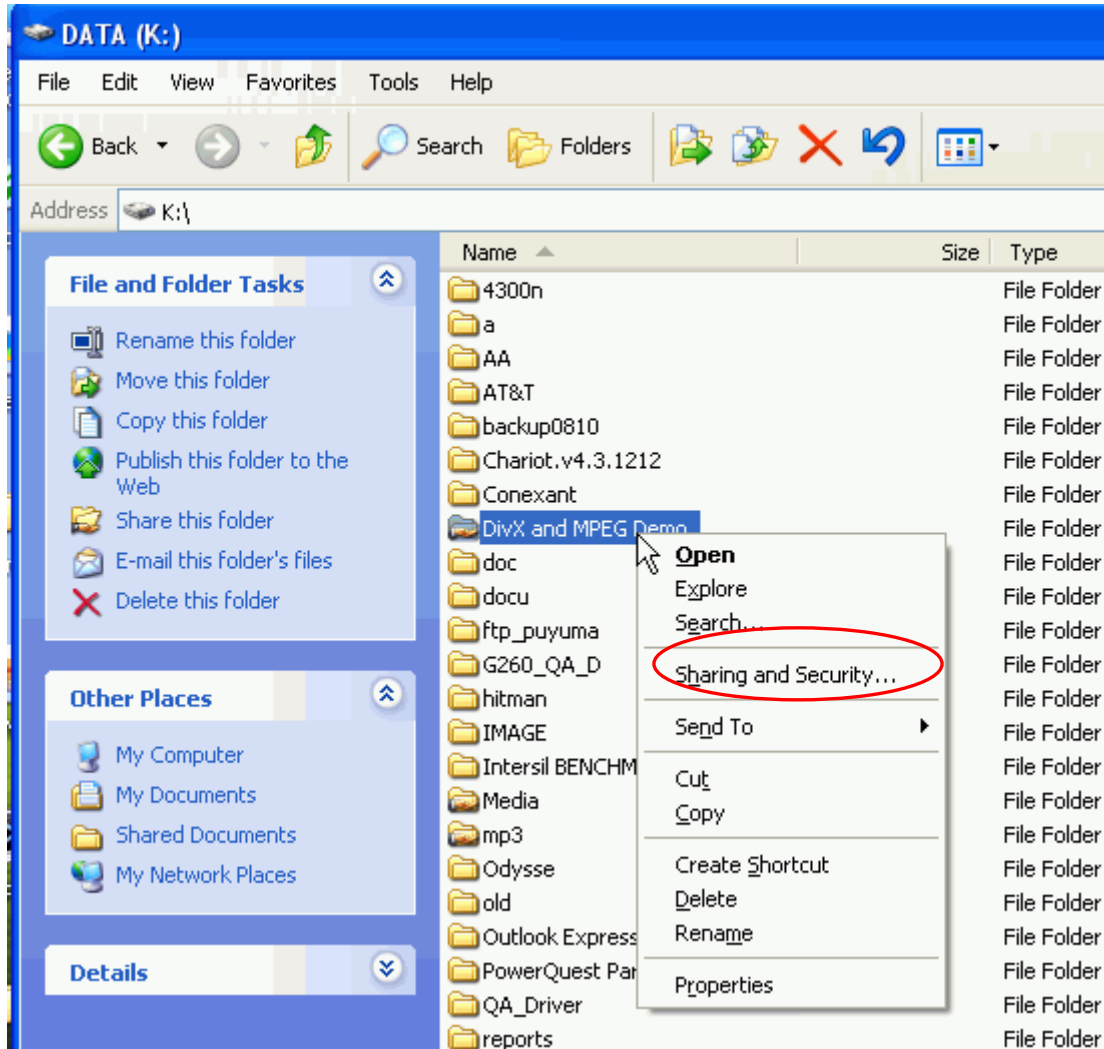 DATA (K:)
File Edit View Favorites Tools Help
Back Search Folders
Address K:\
File and Folder Tasks
Rename this folder
Move this folder
Copy this folder
Publish this folder to the
Web
Share this folder
E-mail this folder's files
Delete this folder
Other Places
My Computer
My Documents
Shared Documents
My Network Places
Details
Name Size Type
4300n File Folder
a File Folder
AA File Folder
AT&T File Folder
backup0810 File Folder
Chariot.v4.3.1212 File Folder
Conexant File Folder
DivX and MPEG Demo File Folder
doc File Folder
docu File Folder
ftp_puyuma File Folder
G260_QA_D File Folder
hitman File Folder
IMAGE File Folder
Intersil BENCHM File Folder
Media File Folder
mp3 File Folder
Odysse File Folder
old File Folder
Outlook Express File Folder
PowerQuest Par File Folder
QA_Driver File Folder
reports File Folder
Open
Explore
Search...
Sharing and Security...
Send To
Cut
Copy
Create Shortcut
Delete
Rename
Properties